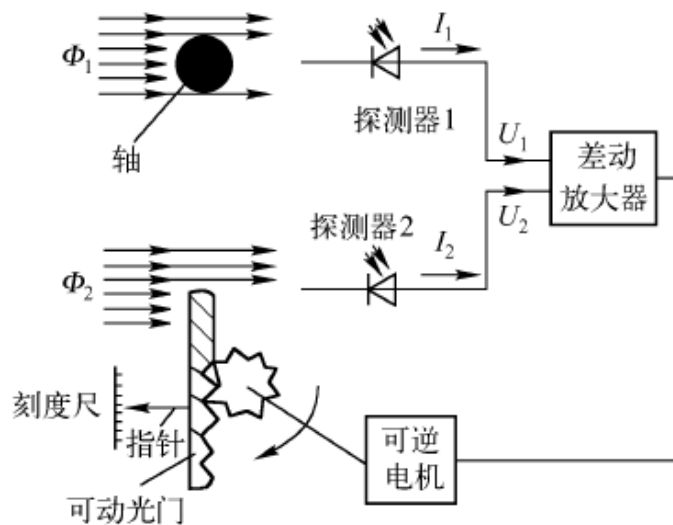 Φ₁
轴
I₁
探测器1
U₁
差动
放大器
U₂
探测器2
I₂
Φ₂
刻度尺
指针
可动光门
可逆
电机